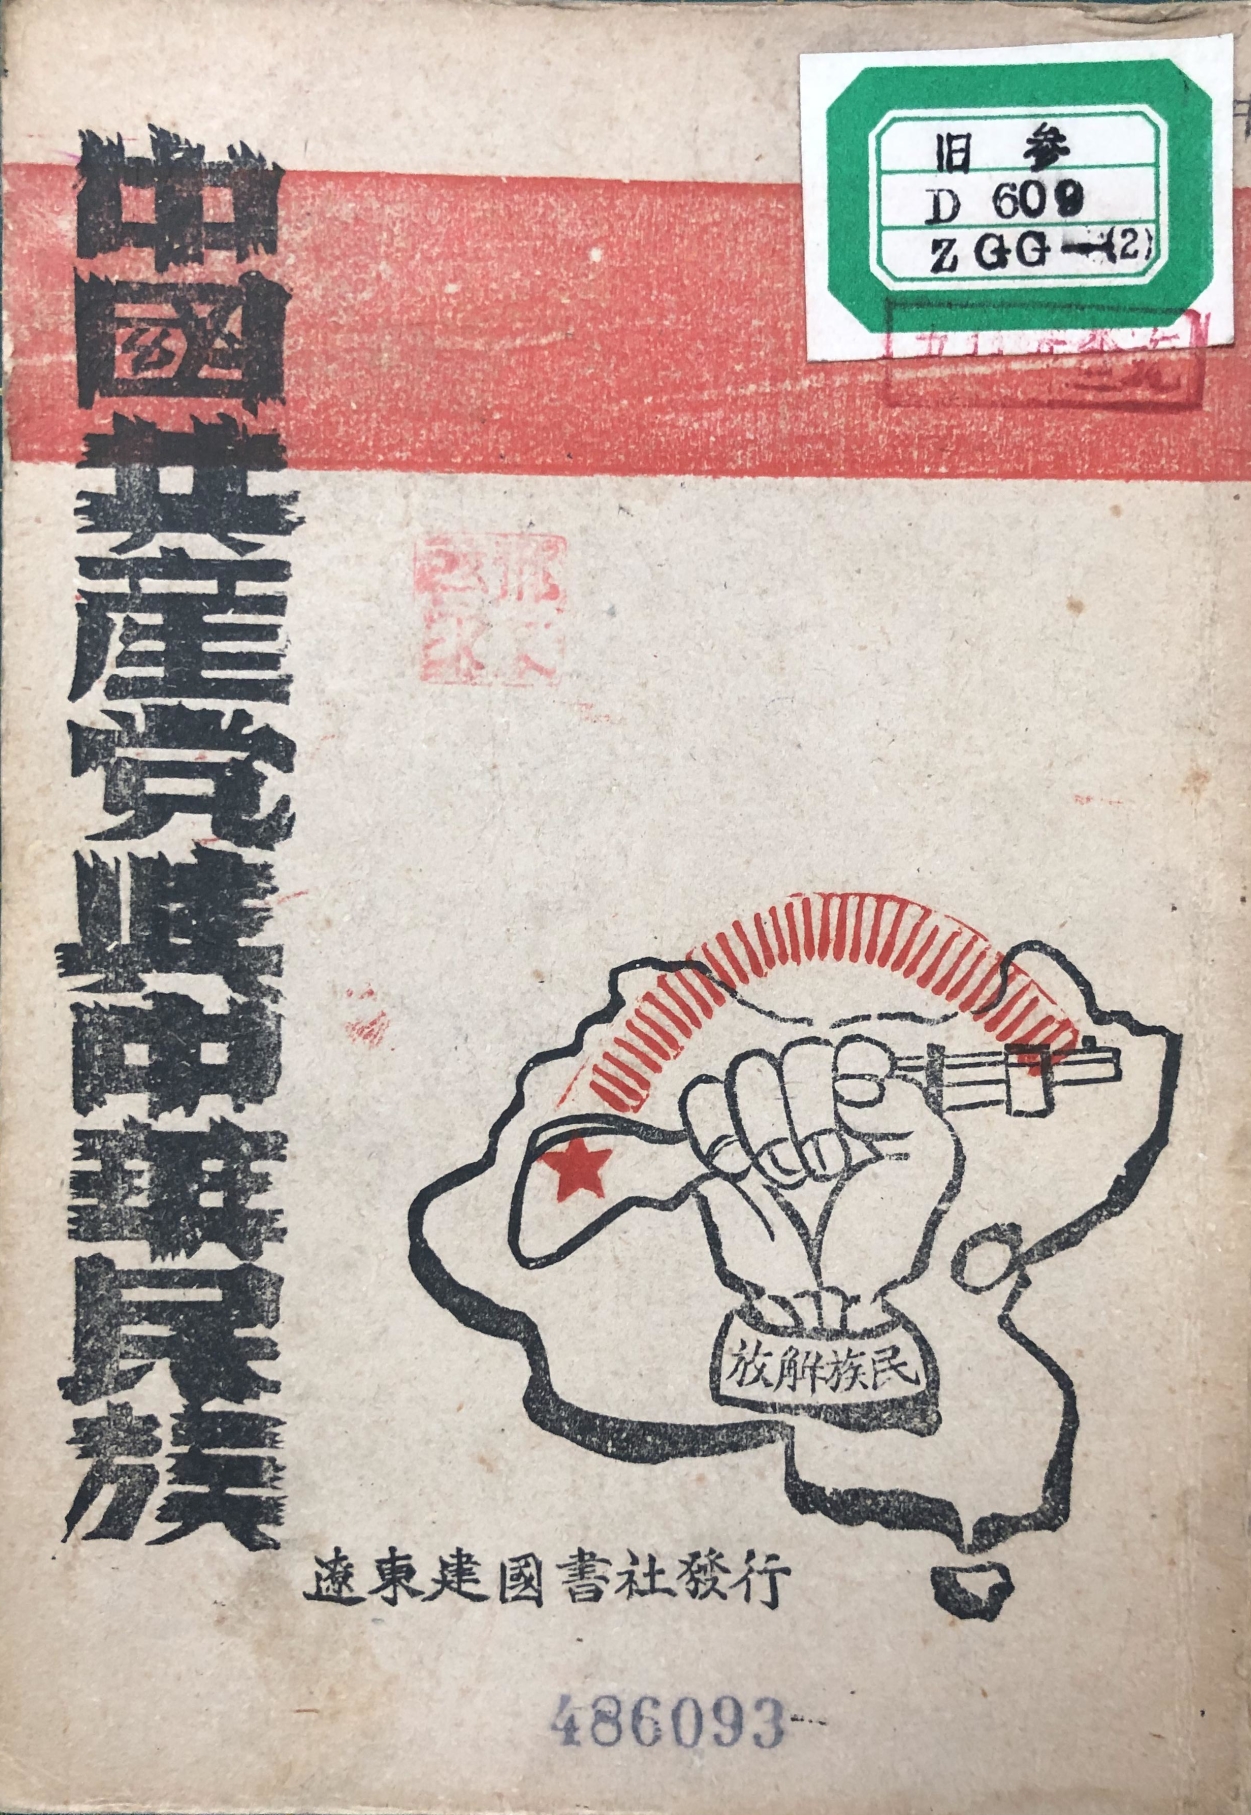 中國共產党與中華民族
旧 参
D 609
ZGG-(2)
放解族民
遼東建國書社發行
486093